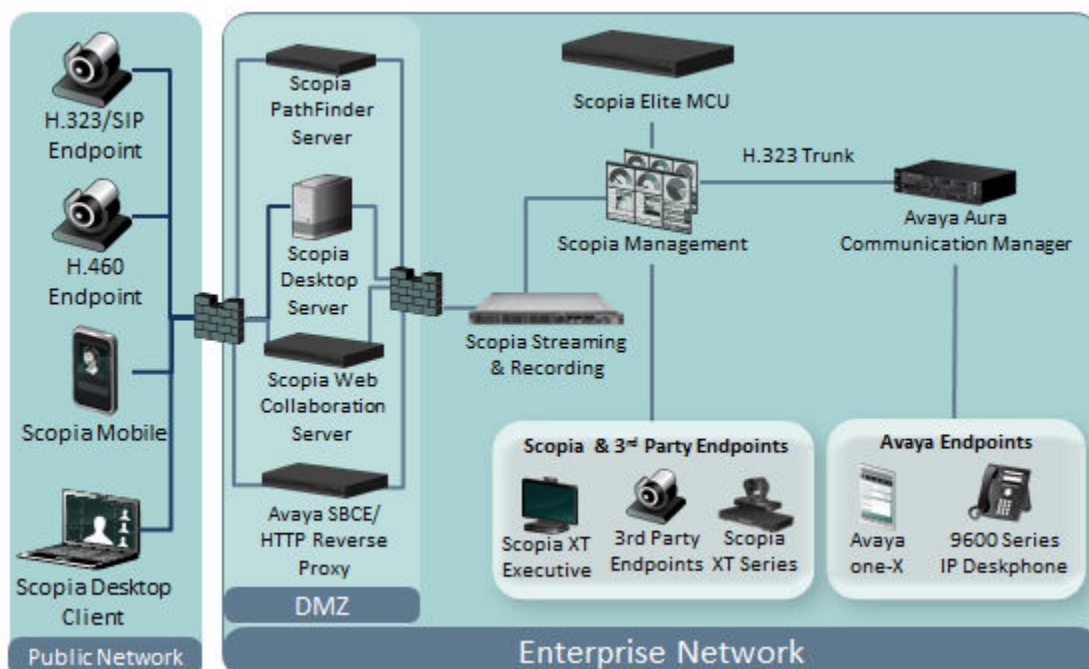 H.323/SIP
Endpoint
H.460
Endpoint
Scopia Mobile
Scopia Desktop
Client
Public Network
Scopia
PathFinder
Server
Scopia
Desktop
Server
Scopia Web
Collaboration
Server
Avaya SBCE/
HTTP Reverse
Proxy
DMZ
Scopia Elite MCU
H.323 Trunk
Scopia Management
Avaya Aura
Communication Manager
Scopia Streaming
& Recording
Scopia & 3rd Party Endpoints
Scopia XT
Executive
3rd Party
Endpoints
Scopia
XT Series
Avaya Endpoints
Avaya
one-X
9600 Series
IP Deskphone
Enterprise Network